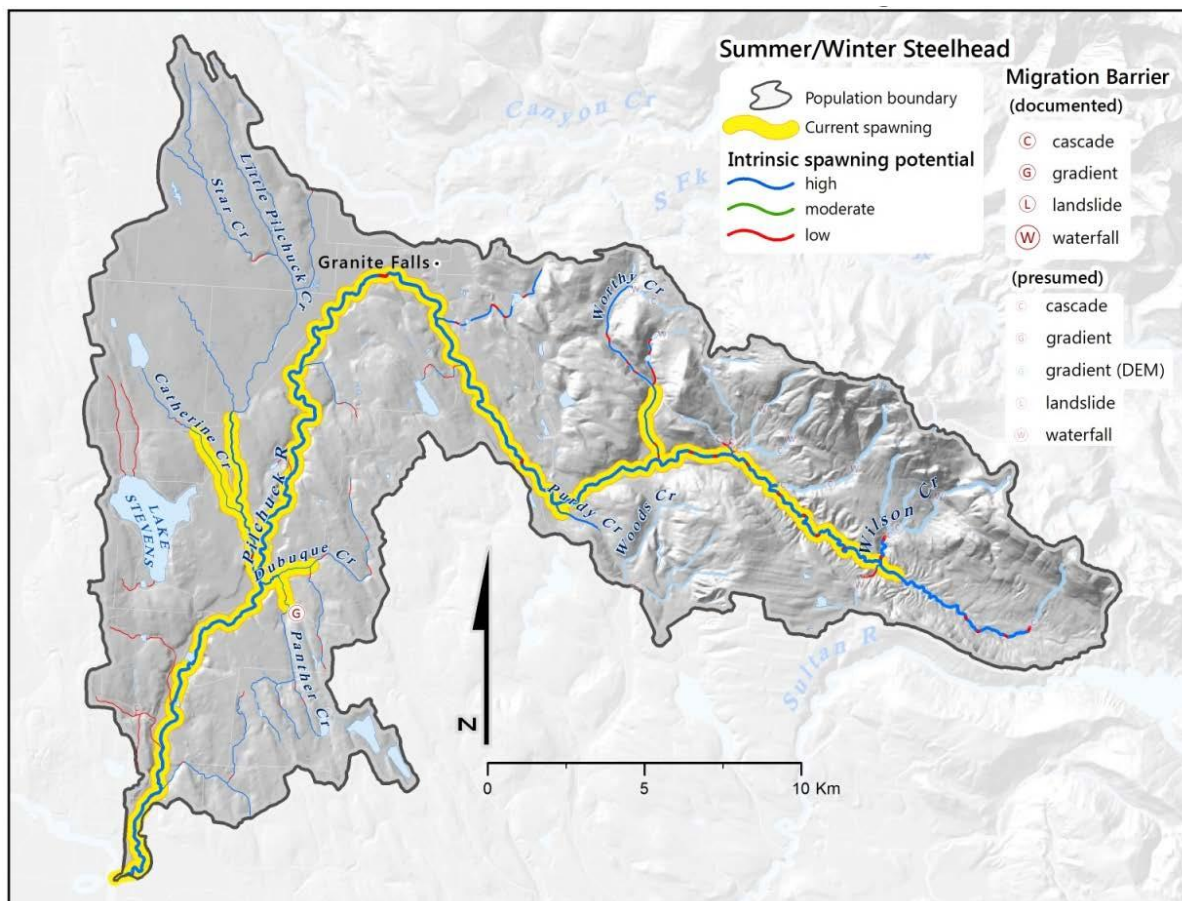 Summer/Winter Steelhead
Population boundary
Current spawning
Intrinsic spawning potential
high
moderate
low
Migration Barrier
(documented)
C cascade
G gradient
L landslide
W waterfall
(presumed)
cascade
gradient
gradient (DEM)
landslide
W waterfall
Canyon Cr
S Fk
Little Pilchuck Cr
Star Cr
Granite Falls
Worthy Cr
Catherine Cr
LAKE
STEVENS
Pilchuck R
Purdy Cr
Woods Cr
Wilson Cr
Dubuque Cr
G
Panther Cr
Sultan R
N
0 5 10 Km